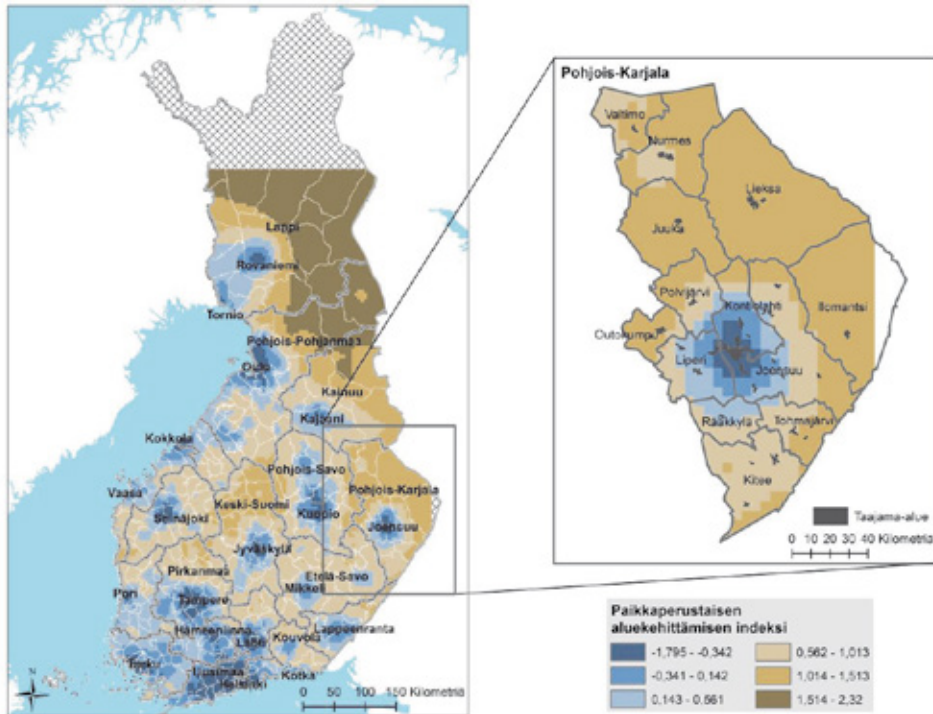 Lappi
Rovaniemi
Tornio
Pohjois-Pohjanmaa
Oulu
Kainuu
Kajaani
Kokkola
Pohjois-Savo
Vaasa
Pohjois-Karjala
Keski-Suomi
Seinäjoki
Kuopio
Joensuu
Jyväskylä
Pirkanmaa
Etelä-Savo
Mikkeli
Pori
Tampere
Hämeenlinna
Lappeenranta
Lahti
Kouvola
Turku
Uusimaa
Helsinki
Kotka
N
0 50 100 150 Kilometriä
Pohjois-Karjala
Valtimo
Nurmes
Lieksa
Juuka
Polvijärvi
Kontiolahti
Ilomantsi
Outokumpu
Liperi
Joensuu
Rääkkylä
Tohmajärvi
Kitee
Taajama-alue
0 10 20 30 40 Kilometriä
Paikkaperustaisen
aluekehittämisen indeksi
-1,795 - -0,342
-0,341 - 0,142
0,143 - 0,561
0,562 - 1,013
1,014 - 1,513
1,514 - 2,32